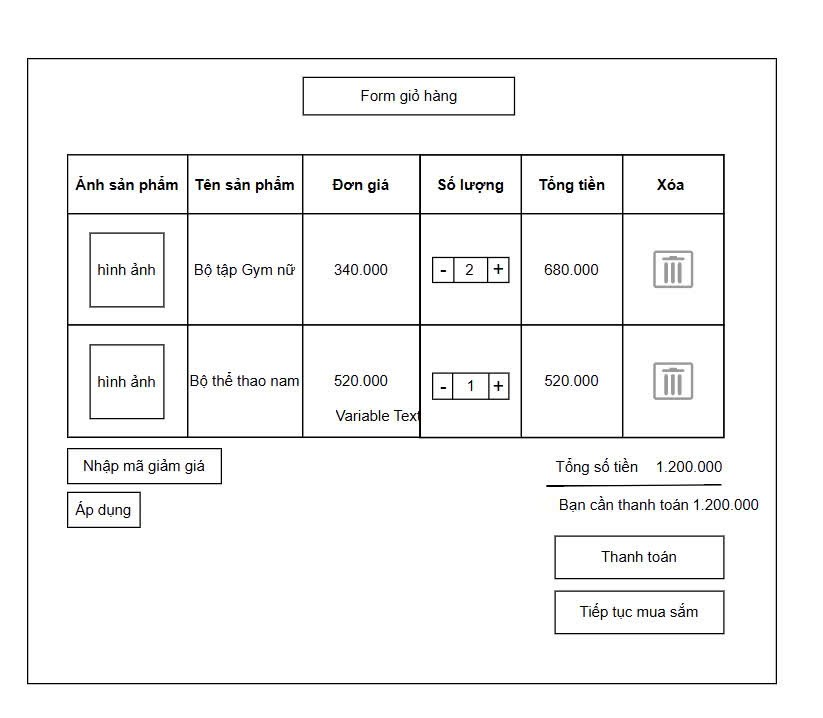 Form giỏ hàng
Ảnh sản phẩm Tên sản phẩm Đơn giá Số lượng Tổng tiền Xóa
hình ảnh Bộ tập Gym nữ 340.000 - 2 + 680.000
hình ảnh Bộ thể thao nam 520.000 - 1 + 520.000
Variable Text
Nhập mã giảm giá Tổng số tiền 1.200.000
Áp dụng Bạn cần thanh toán 1.200.000
Thanh toán
Tiếp tục mua sắm